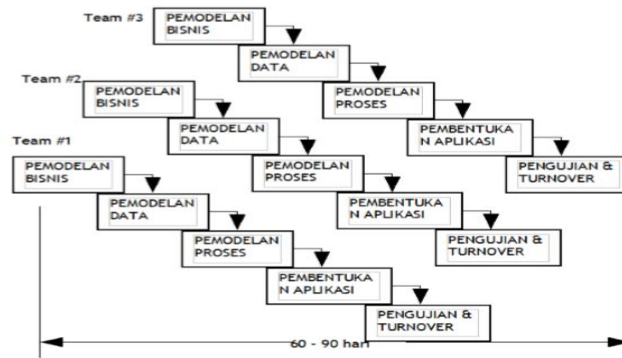 Team #3
PEMODELAN
BISNIS
PEMODELAN
DATA
PEMODELAN
PROSES
PEMBENTUKA
N APLIKASI
PENGUJIAN &
TURNOVER
Team #2
PEMODELAN
BISNIS
PEMODELAN
DATA
PEMODELAN
PROSES
PEMBENTUKA
N APLIKASI
PENGUJIAN &
TURNOVER
Team #1
PEMODELAN
BISNIS
PEMODELAN
DATA
PEMODELAN
PROSES
PEMBENTUKA
N APLIKASI
PENGUJIAN &
TURNOVER
60 - 90 hari